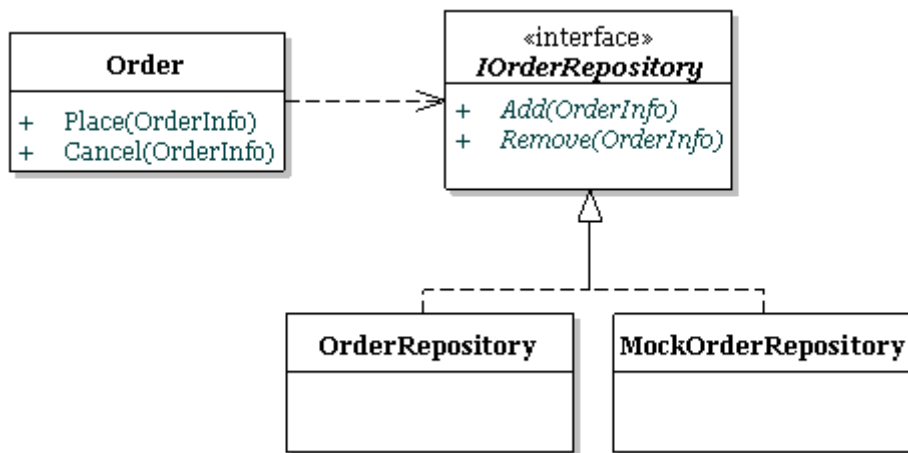 Order
+ Place(OrderInfo)
+ Cancel(OrderInfo)
«interface»
IOrderRepository
+ Add(OrderInfo)
+ Remove(OrderInfo)
OrderRepository
MockOrderRepository